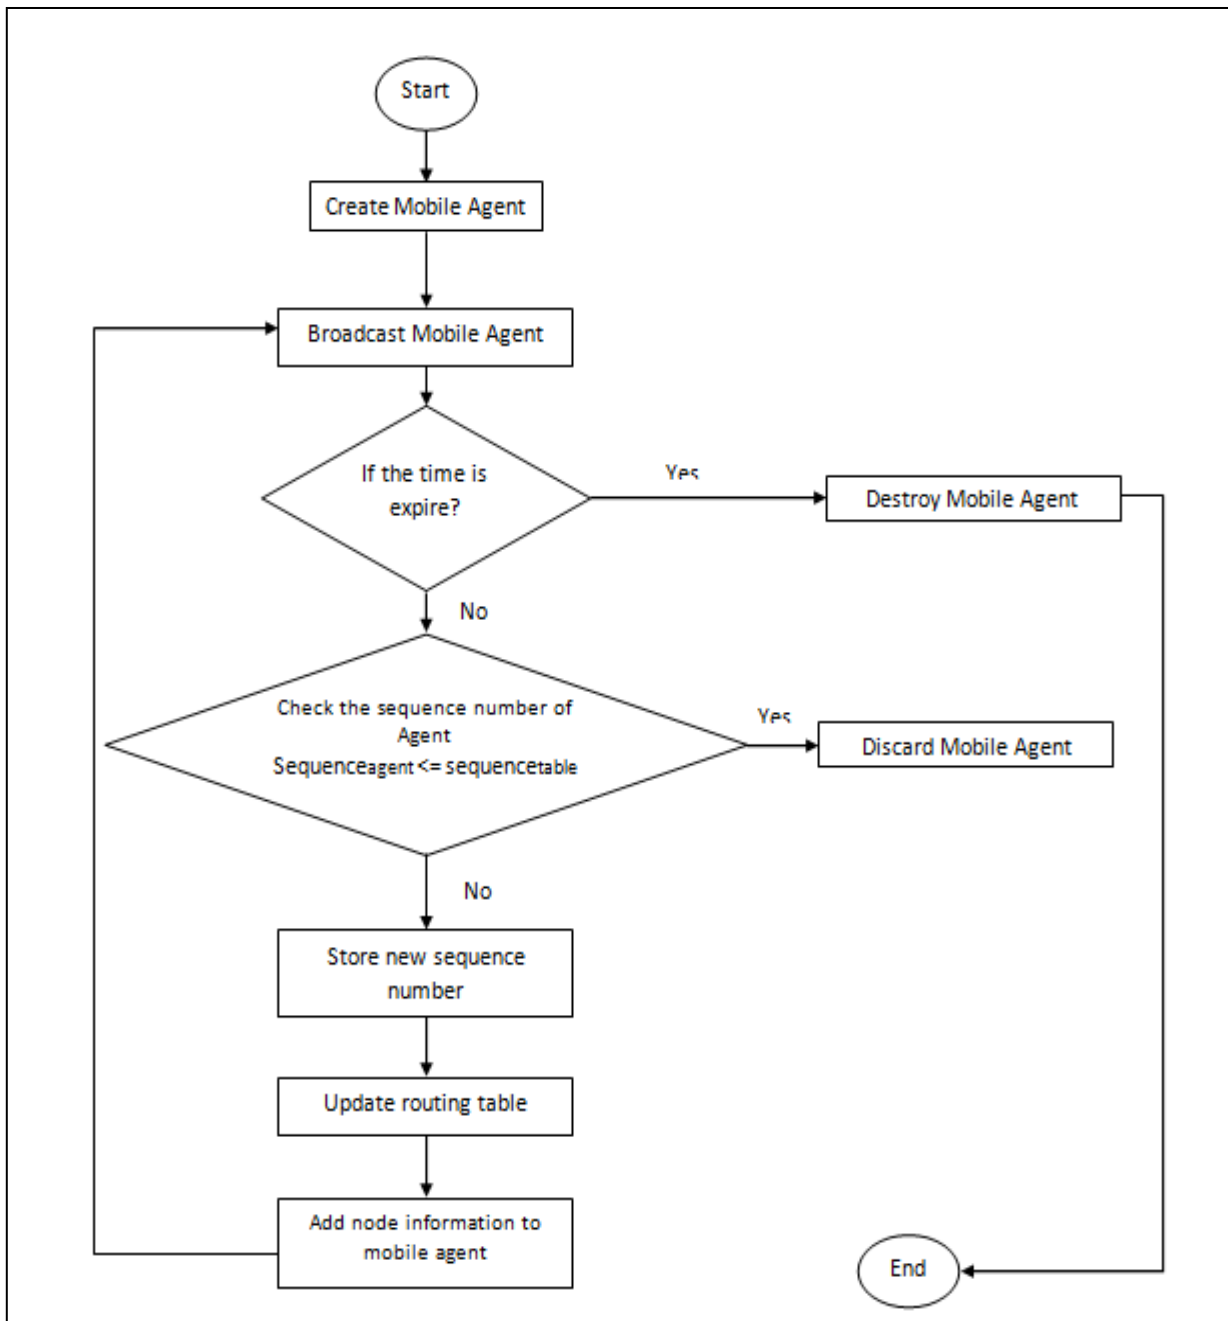 Start
Create Mobile Agent
Broadcast Mobile Agent
If the time is
expire?
Yes
Destroy Mobile Agent
No
Check the sequence number of
Agent
Sequenceagent <= sequencetable
Yes
Discard Mobile Agent
No
Store new sequence
number
Update routing table
Add node information to
mobile agent
End